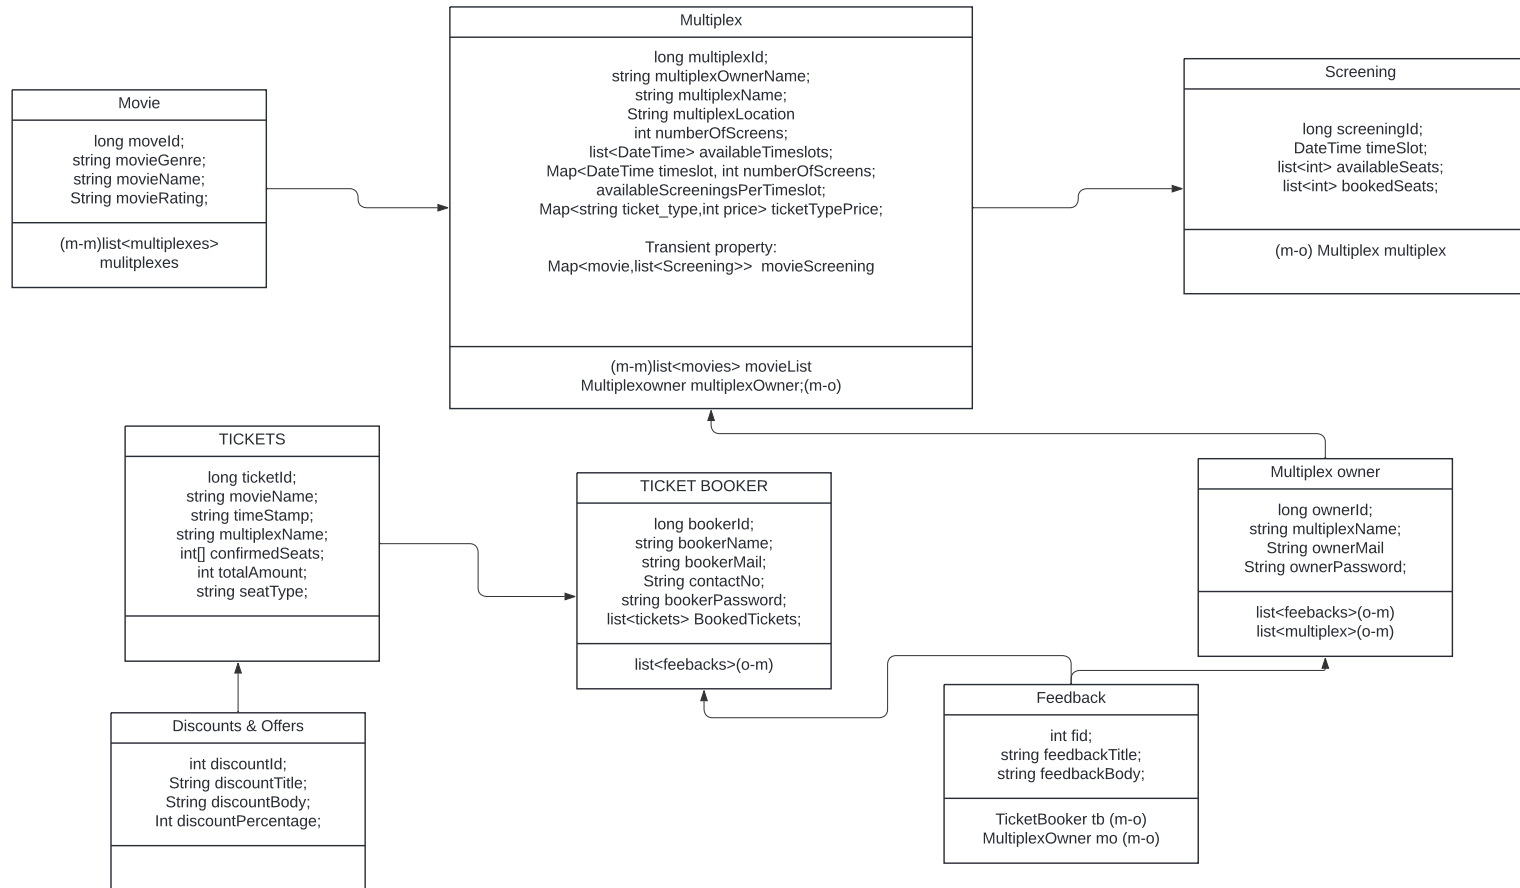 Multiplex
long multiplexId;
string multiplexOwnerName;
string multiplexName;
String multiplexLocation
int numberOfScreens;
list<DateTime> availableTimeslots;
Map<DateTime timeslot, int numberOfScreens;
availableScreeningsPerTimeslot;
Map<string ticket_type,int price> ticketTypePrice;
Transient property:
Map<movie,list<Screening>>  movieScreening
(m-m)list<movies> movieList
Multiplexowner multiplexOwner;(m-o)
Movie
long moveId;
string movieGenre;
string movieName;
String movieRating;
(m-m)list<multiplexes>
mulitplexes
Screening
long screeningId;
DateTime timeSlot;
list<int> availableSeats;
list<int> bookedSeats;
(m-o) Multiplex multiplex
TICKETS
long ticketId;
string movieName;
string timeStamp;
string multiplexName;
int[] confirmedSeats;
int totalAmount;
string seatType;
TICKET BOOKER
long bookerId;
string bookerName;
string bookerMail;
String contactNo;
string bookerPassword;
list<tickets> BookedTickets;
list<feebacks>(o-m)
Multiplex owner
long ownerId;
string multiplexName;
String ownerMail
String ownerPassword;
list<feebacks>(o-m)
list<multiplex>(o-m)
Discounts & Offers
int discountId;
String discountTitle;
String discountBody;
Int discountPercentage;
Feedback
int fid;
string feedbackTitle;
string feedbackBody;
TicketBooker tb (m-o)
MultiplexOwner mo (m-o)